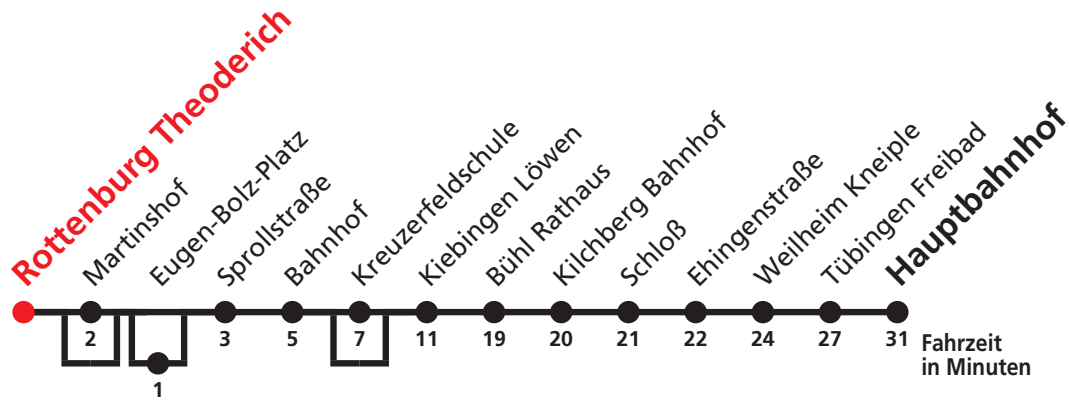 Rottenburg Theoderich
Martinshof
Eugen-Bolz-Platz
Sprollstraße
Bahnhof
Kreuzerfeldschule
Kiebingen Löwen
Bühl Rathaus
Kilchberg Bahnhof
Schloß
Ehingenstraße
Weilheim Kneiple
Tübingen Freibad
Hauptbahnhof
2
1
3
5
7
11
19
20
21
22
24
27
31
Fahrzeit
in Minuten